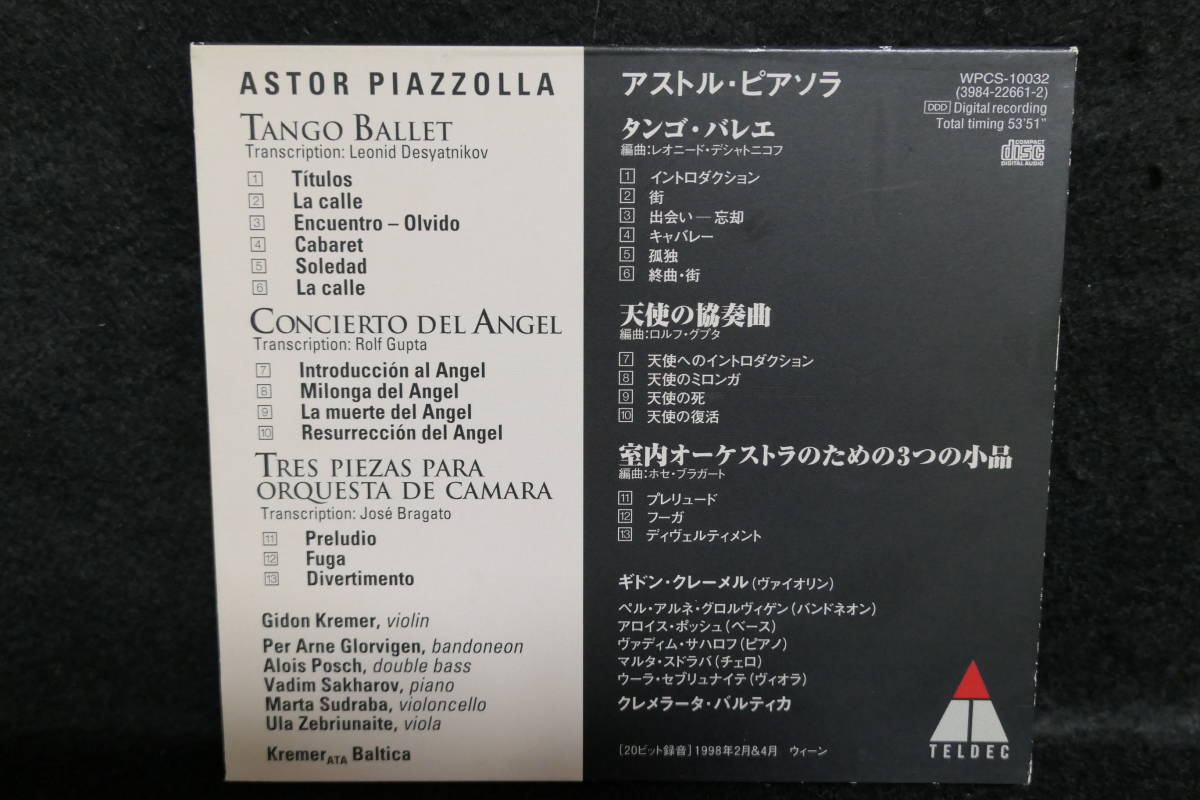 ASTOR PIAZZOLLA
TANGO BALLET
Transcription: Leonid Desyatnikov
1 Títulos
2 La calle
3 Encuentro – Olvido
4 Cabaret
5 Soledad
6 La calle
CONCIERTO DEL ANGEL
Transcription: Rolf Gupta
7 Introducción al Angel
8 Milonga del Angel
9 La muerte del Angel
10 Resurrección del Angel
TRES PIEZAS PARA
ORQUESTA DE CAMARA
Transcription: José Bragato
11 Preludio
12 Fuga
13 Divertimento
Gidon Kremer, violin
Per Arne Glorvigen, bandoneon
Alois Posch, double bass
Vadim Sakharov, piano
Marta Sudraba, violoncello
Ula Zebriunaite, viola
KremerATA Baltica
アストル・ピアソラ
WPCS-10032
(3984-22661-2)
DDD Digital recording
Total timing 53'51"
COMPACT
disc
DIGITAL AUDIO
タンゴ・バレエ
編曲:レオニード・デシャトニコフ
1 イントロダクション
2 街
3 出会い—忘却
4 キャバレー
5 孤独
6 終曲・街
天使の協奏曲
編曲:ロルフ・グプタ
7 天使へのイントロダクション
8 天使のミロンガ
9 天使の死
10 天使の復活
室内オーケストラのための3つの小品
編曲:ホセ・ブラガート
11 プレリュード
12 フーガ
13 ディヴェルティメント
ギドン・クレーメル(ヴァイオリン)
ペル・アルネ・グロルヴィゲン(バンドネオン)
アロイス・ポッシュ(ベース)
ヴァディム・サハロフ(ピアノ)
マルタ・スドラバ(チェロ)
ウーラ・セブリュナイテ(ヴィオラ)
クレメラータ・バルティカ
[20ビット録音]1998年2月&4月 ウィーン
TELDEC